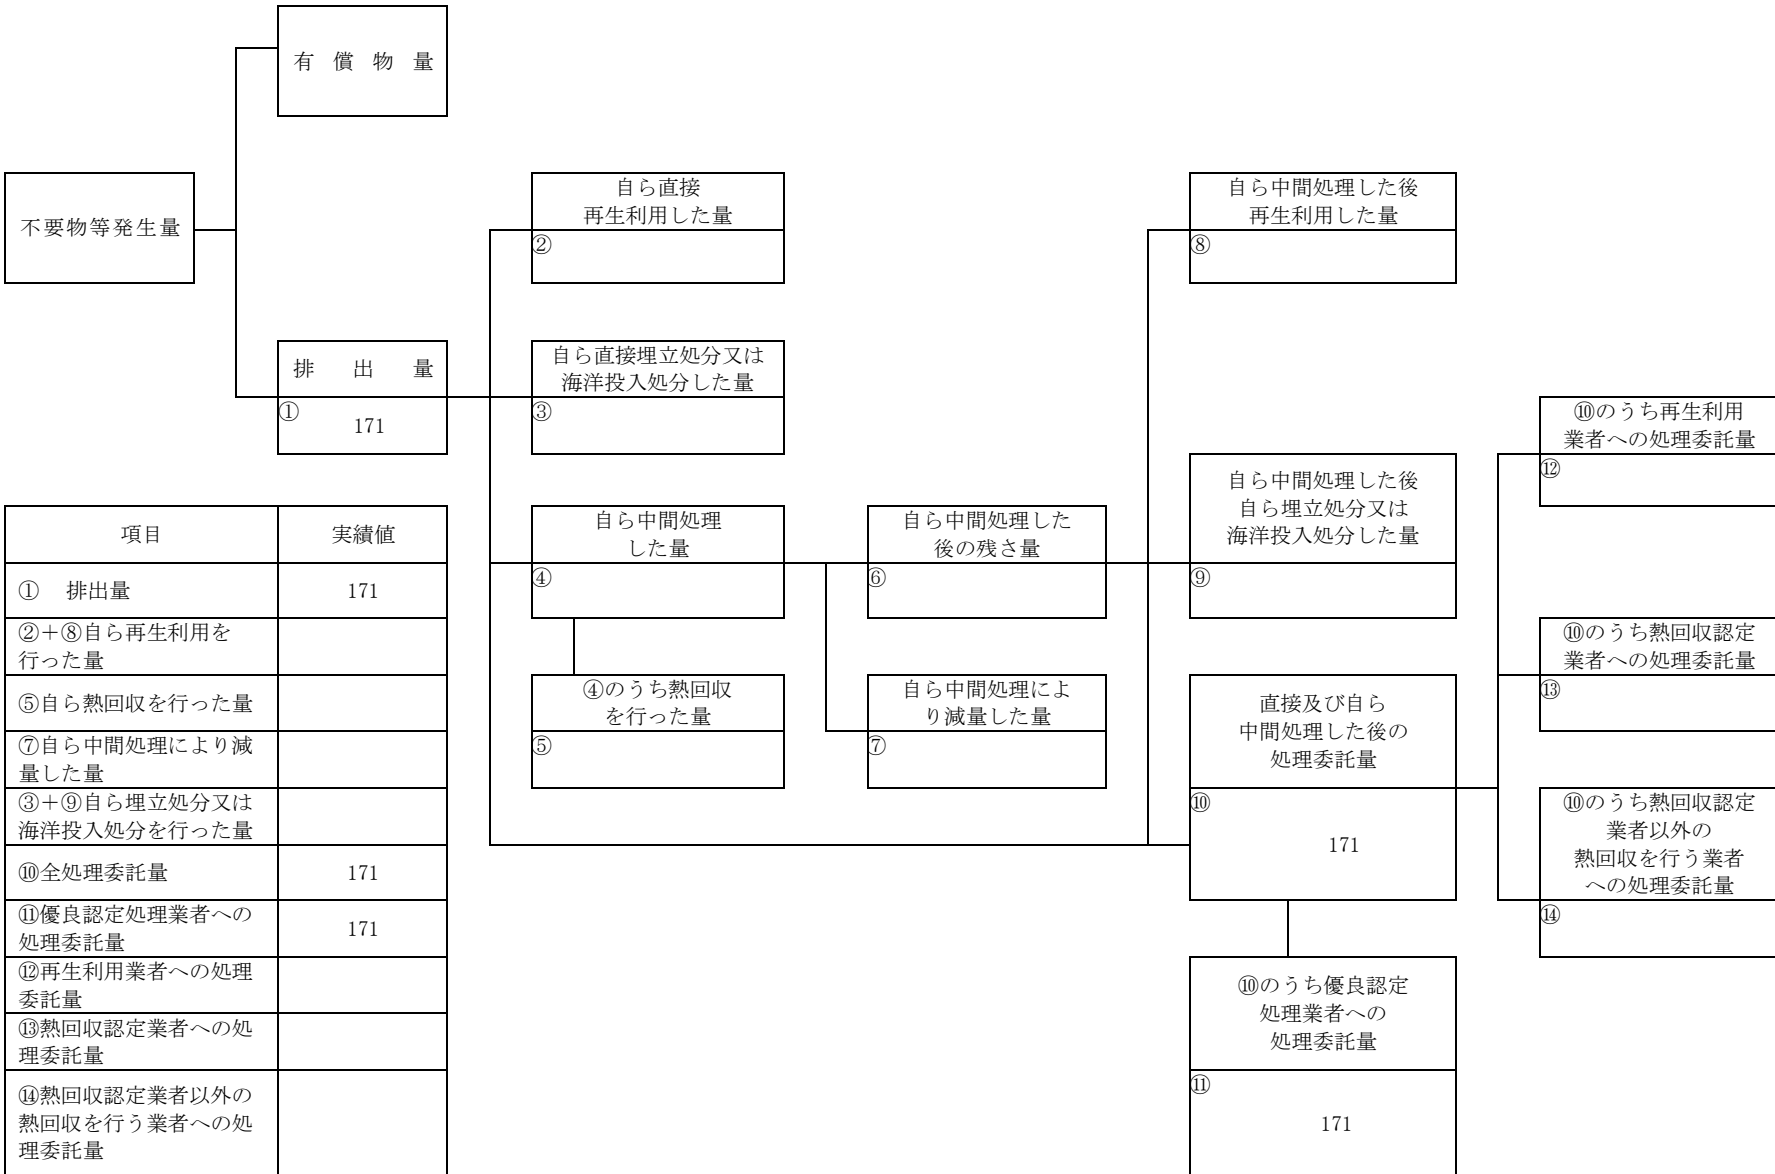 有償物量
不要物等発生量
排出量
①
171
自ら直接
再生利用した量
②
自ら直接埋立処分又は
海洋投入処分した量
③
自ら中間処理
した量
④
④のうち熱回収
を行った量
⑤
自ら中間処理した
後の残さ量
⑥
自ら中間処理によ
り減量した量
⑦
自ら中間処理した後
再生利用した量
⑧
自ら中間処理した後
自ら埋立処分又は
海洋投入処分した量
⑨
直接及び自ら
中間処理した後の
処理委託量
⑩
171
⑩のうち優良認定
処理業者への
処理委託量
⑪
171
⑩のうち再生利用
業者への処理委託量
⑫
⑩のうち熱回収認定
業者への処理委託量
⑬
⑩のうち熱回収認定
業者以外の
熱回収を行う業者
への処理委託量
⑭
項目 実績値
① 排出量 171
②+⑧自ら再生利用を
行った量
⑤自ら熱回収を行った量
⑦自ら中間処理により減
量した量
③+⑨自ら埋立処分又は
海洋投入処分を行った量
⑩全処理委託量 171
⑪優良認定処理業者への
処理委託量 171
⑫再生利用業者への処理
委託量
⑬熱回収認定業者への処
理委託量
⑭熱回収認定業者以外の
熱回収を行う業者への処
理委託量